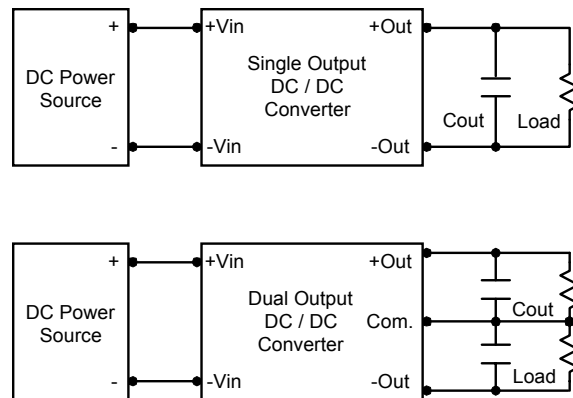 + +Vin +Out
DC Power
Source
Single Output
DC / DC
Converter
Cout Load
- -Vin -Out
+ +Vin +Out
DC Power
Source
Dual Output
DC / DC
Converter
Com.
Cout
Load
- -Vin -Out